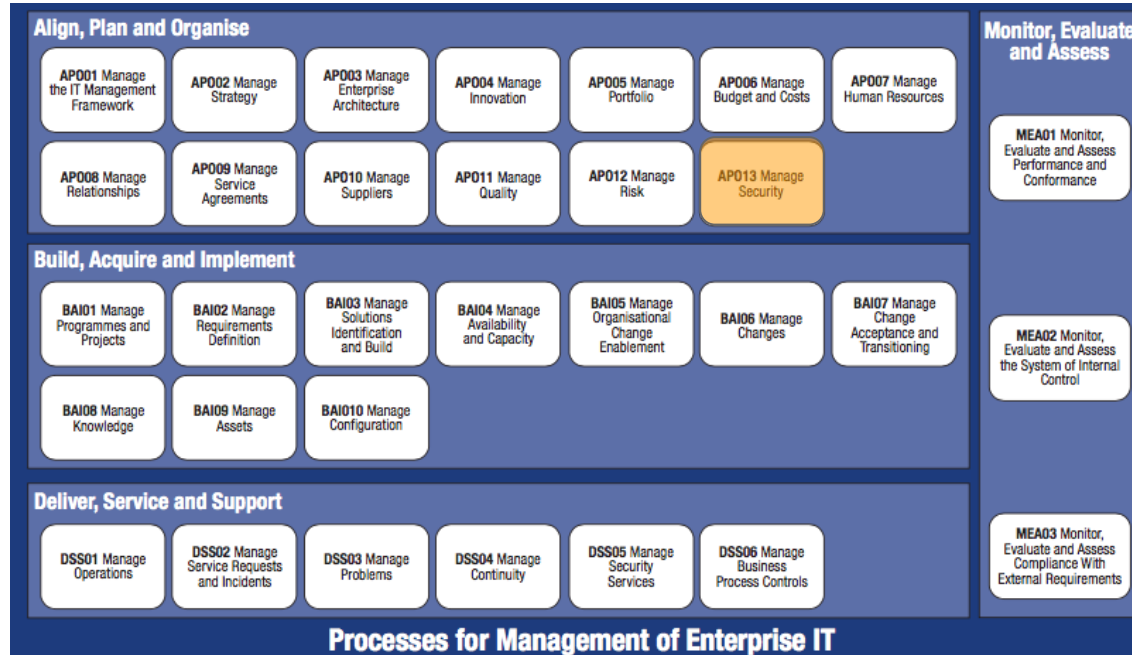 Align, Plan and Organise
APO01 Manage
the IT Management
Framework
APO02 Manage
Strategy
APO03 Manage
Enterprise
Architecture
APO04 Manage
Innovation
APO05 Manage
Portfolio
APO06 Manage
Budget and Costs
APO07 Manage
Human Resources
APO08 Manage
Relationships
APO09 Manage
Service
Agreements
APO10 Manage
Suppliers
APO11 Manage
Quality
APO12 Manage
Risk
APO13 Manage
Security
Build, Acquire and Implement
BAI01 Manage
Programmes and
Projects
BAI02 Manage
Requirements
Definition
BAI03 Manage
Solutions
Identification
and Build
BAI04 Manage
Availability
and Capacity
BAI05 Manage
Organisational
Change
Enablement
BAI06 Manage
Changes
BAI07 Manage
Change
Acceptance and
Transitioning
BAI08 Manage
Knowledge
BAI09 Manage
Assets
BAI010 Manage
Configuration
Deliver, Service and Support
DSS01 Manage
Operations
DSS02 Manage
Service Requests
and Incidents
DSS03 Manage
Problems
DSS04 Manage
Continuity
DSS05 Manage
Security
Services
DSS06 Manage
Business
Process Controls
Monitor, Evaluate
and Assess
MEA01 Monitor,
Evaluate and Assess
Performance and
Conformance
MEA02 Monitor,
Evaluate and Assess
the System of Internal
Control
MEA03 Monitor,
Evaluate and Assess
Compliance With
External Requirements
Processes for Management of Enterprise IT